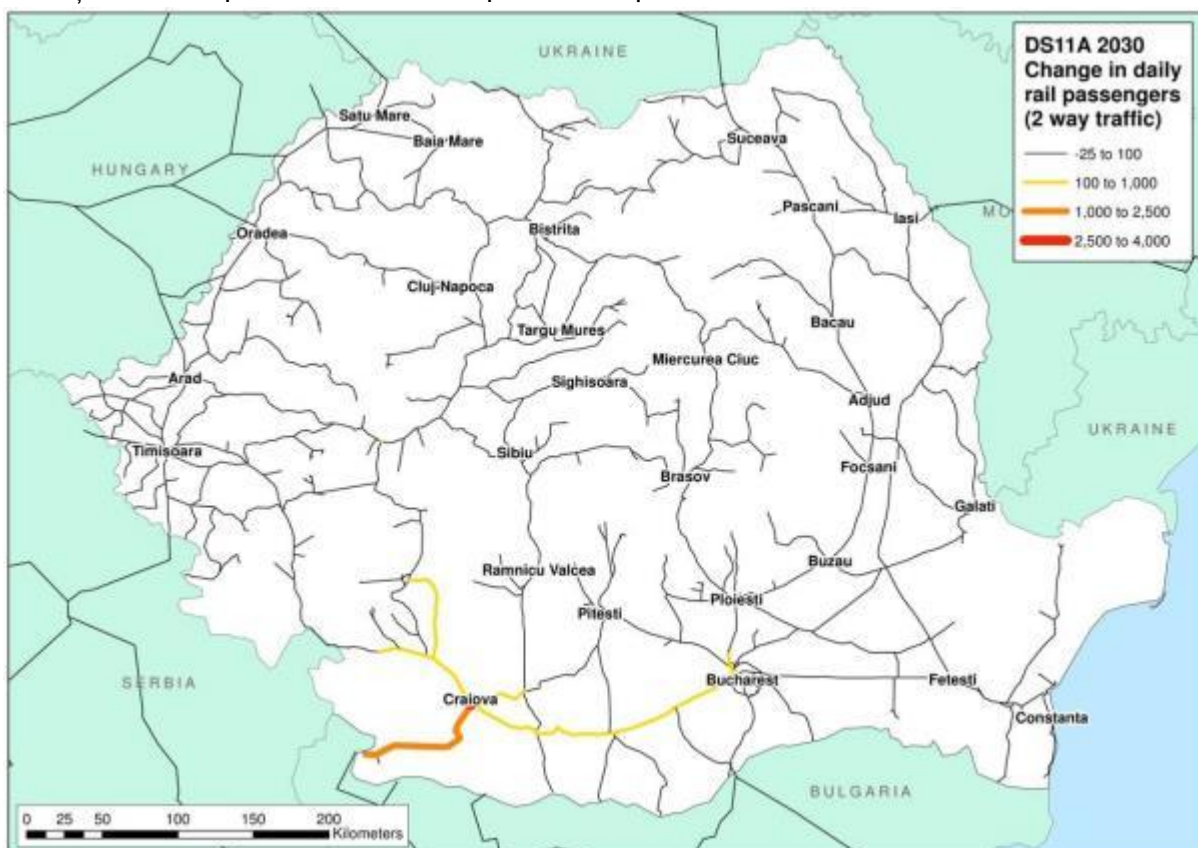 UKRAINE
DS11A 2030
Change in daily
rail passengers
(2 way traffic)
-25 to 100
100 to 1,000
1,000 to 2,500
2,500 to 4,000
HUNGARY
Satu Mare
Baia Mare
Suceava
Pascani
Iasi
MO
Oradea
Bistrita
Cluj-Napoca
Targu Mures
Bacau
Miercurea Ciuc
Arad
Sighisoara
Adjud
UKRAINE
Timisoara
Sibiu
Brasov
Focsani
Galati
Ramnicu Valcea
Buzau
Pitesti
Ploiesti
SERBIA
Craiova
Bucharest
Fetesti
Constanta
BULGARIA
0 25 50 100 150 200
Kilometers